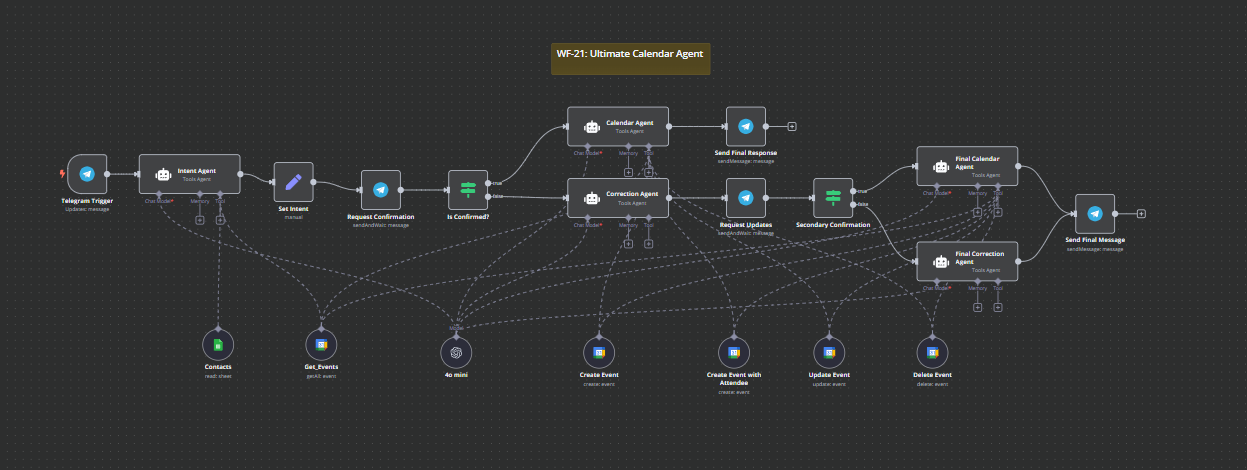 WF-21: Ultimate Calendar Agent
Telegram Trigger
Updates: message
Intent Agent
Tools Agent
Chat Model*
Memory
Tool
Set Intent
manual
Request Confirmation
sendAndWait: message
Is Confirmed?
true
false
Calendar Agent
Tools Agent
Chat Model*
Memory
Tool
Send Final Response
sendMessage: message
Correction Agent
Tools Agent
Chat Model*
Memory
Tool
Request Updates
sendAndWait: message
Secondary Confirmation
true
false
Final Calendar
Agent
Tools Agent
Chat Model*
Memory
Tool
Final Correction
Agent
Tools Agent
Chat Model*
Memory
Tool
Send Final Message
sendMessage: message
Contacts
read: sheet
Get_Events
getAll: event
Model
4o mini
Create Event
create: event
Create Event with
Attendee
create: event
Update Event
update: event
Delete Event
delete: event